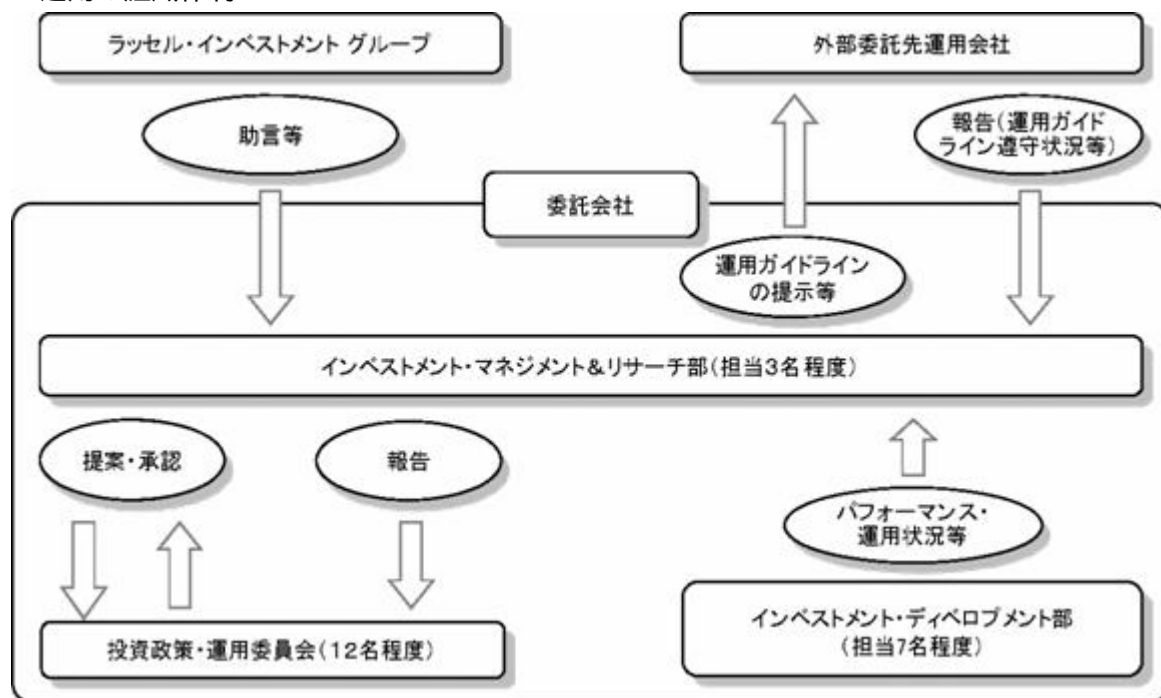 ラッセル・インベストメント グループ
外部委託先運用会社
助言等
報告(運用ガイド
ライン遵守状況等)
委託会社
運用ガイドライン
の提示等
インベストメント・マネジメント&リサーチ部(担当3名程度)
提案・承認
報告
パフォーマンス・
運用状況等
投資政策・運用委員会(12名程度)
インベストメント・ディベロプメント部
(担当7名程度)